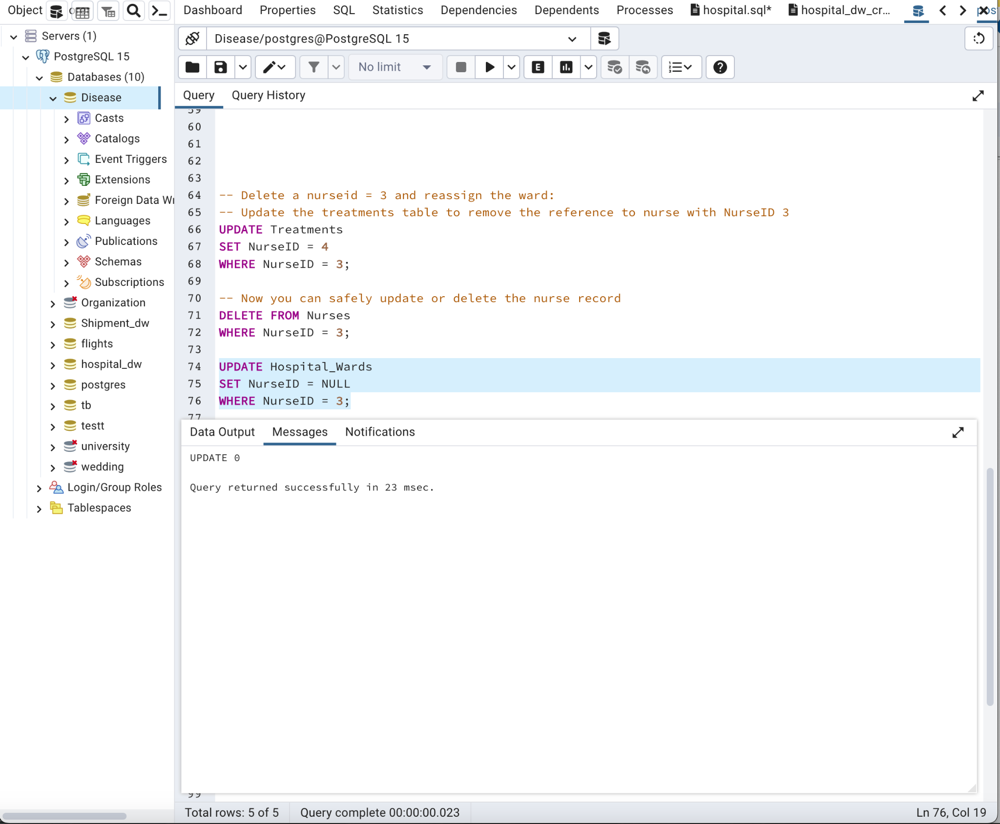 Object
Dashboard Properties SQL Statistics Dependencies Dependents Processes hospital.sql* hospital_dw_cr...
Servers (1)
PostgreSQL 15
Databases (10)
Disease
Casts
Catalogs
Event Triggers
Extensions
Foreign Data
Languages
Publications
Schemas
Subscriptions
Organization
Shipment_dw
flights
hospital_dw
postgres
tb
testt
university
wedding
Login/Group Roles
Tablespaces
Disease/postgres@PostgreSQL 15
No limit
E
Query Query History
59
60
61
62
63
64 -- Delete a nurseid = 3 and reassign the ward:
65 -- Update the treatments table to remove the reference to nurse with NurseID 3
66 UPDATE Treatments
67 SET NurseID = 4
68 WHERE NurseID = 3;
69
70 -- Now you can safely update or delete the nurse record
71 DELETE FROM Nurses
72 WHERE NurseID = 3;
73
74 UPDATE Hospital_Wards
75 SET NurseID = NULL
76 WHERE NurseID = 3;
77
Data Output Messages Notifications
UPDATE 0
Query returned successfully in 23 msec.
99
Total rows: 5 of 5 Query complete 00:00:00.023 Ln 76, Col 19